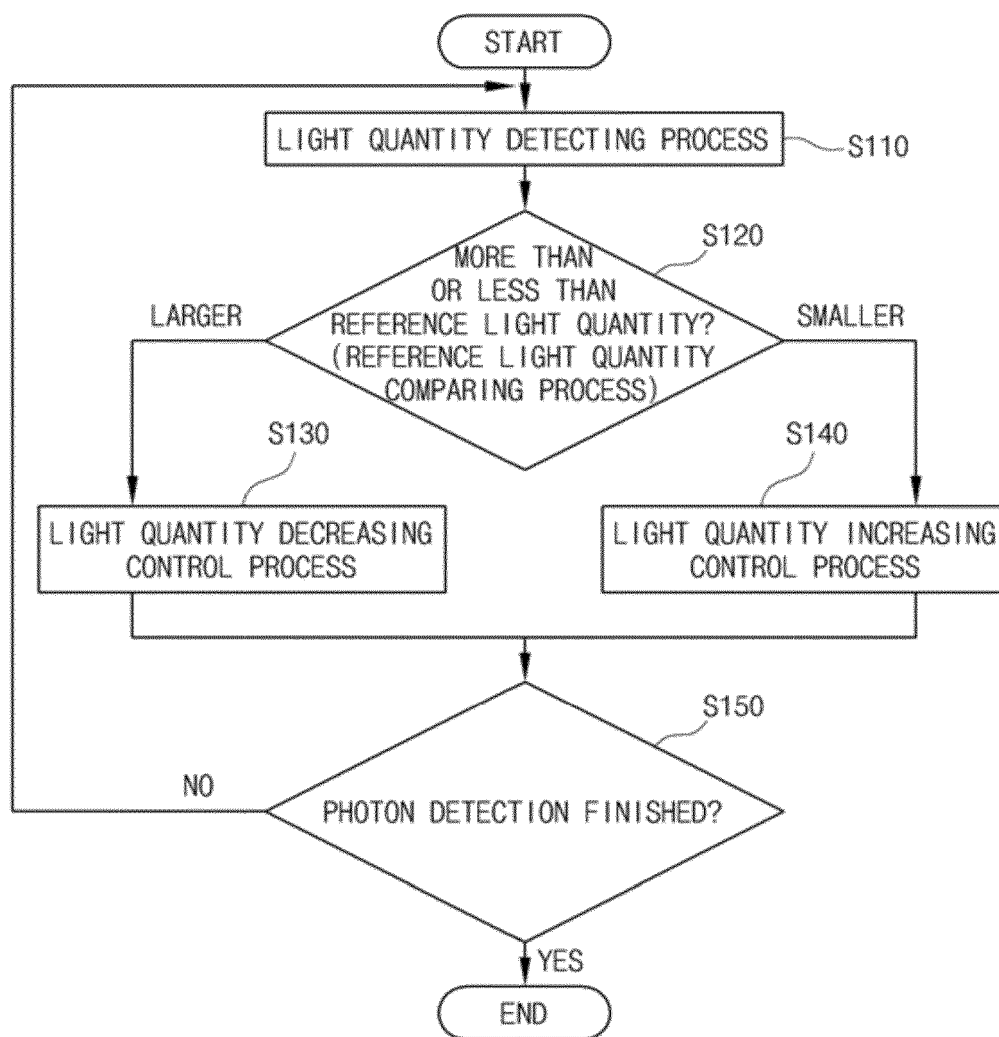 START
LIGHT QUANTITY DETECTING PROCESS
S110
S120
MORE THAN
OR LESS THAN
REFERENCE LIGHT QUANTITY?
(REFERENCE LIGHT QUANTITY
COMPARING PROCESS)
LARGER
SMALLER
S130
S140
LIGHT QUANTITY DECREASING
CONTROL PROCESS
LIGHT QUANTITY INCREASING
CONTROL PROCESS
S150
NO
PHOTON DETECTION FINISHED?
YES
END